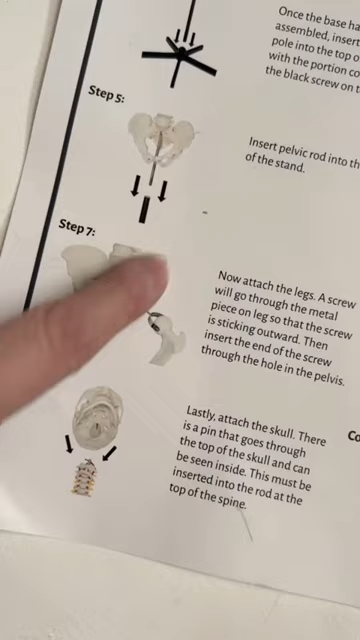 Once the base ha
assembled, insert
pole into the top o
with the portion co
the black screw on t
Step 5:
Insert pelvic rod into th
of the stand.
Step 7:
Now attach the legs. A screw
will go through the metal
piece on leg so that the screw
is sticking outward. Then
insert the end of the screw
through the hole in the pelvis.
Lastly, attach the skull. There
is a pin that goes through
the top of the skull and can
be seen inside. This must be
inserted into the rod at the
top of the spine.
Co